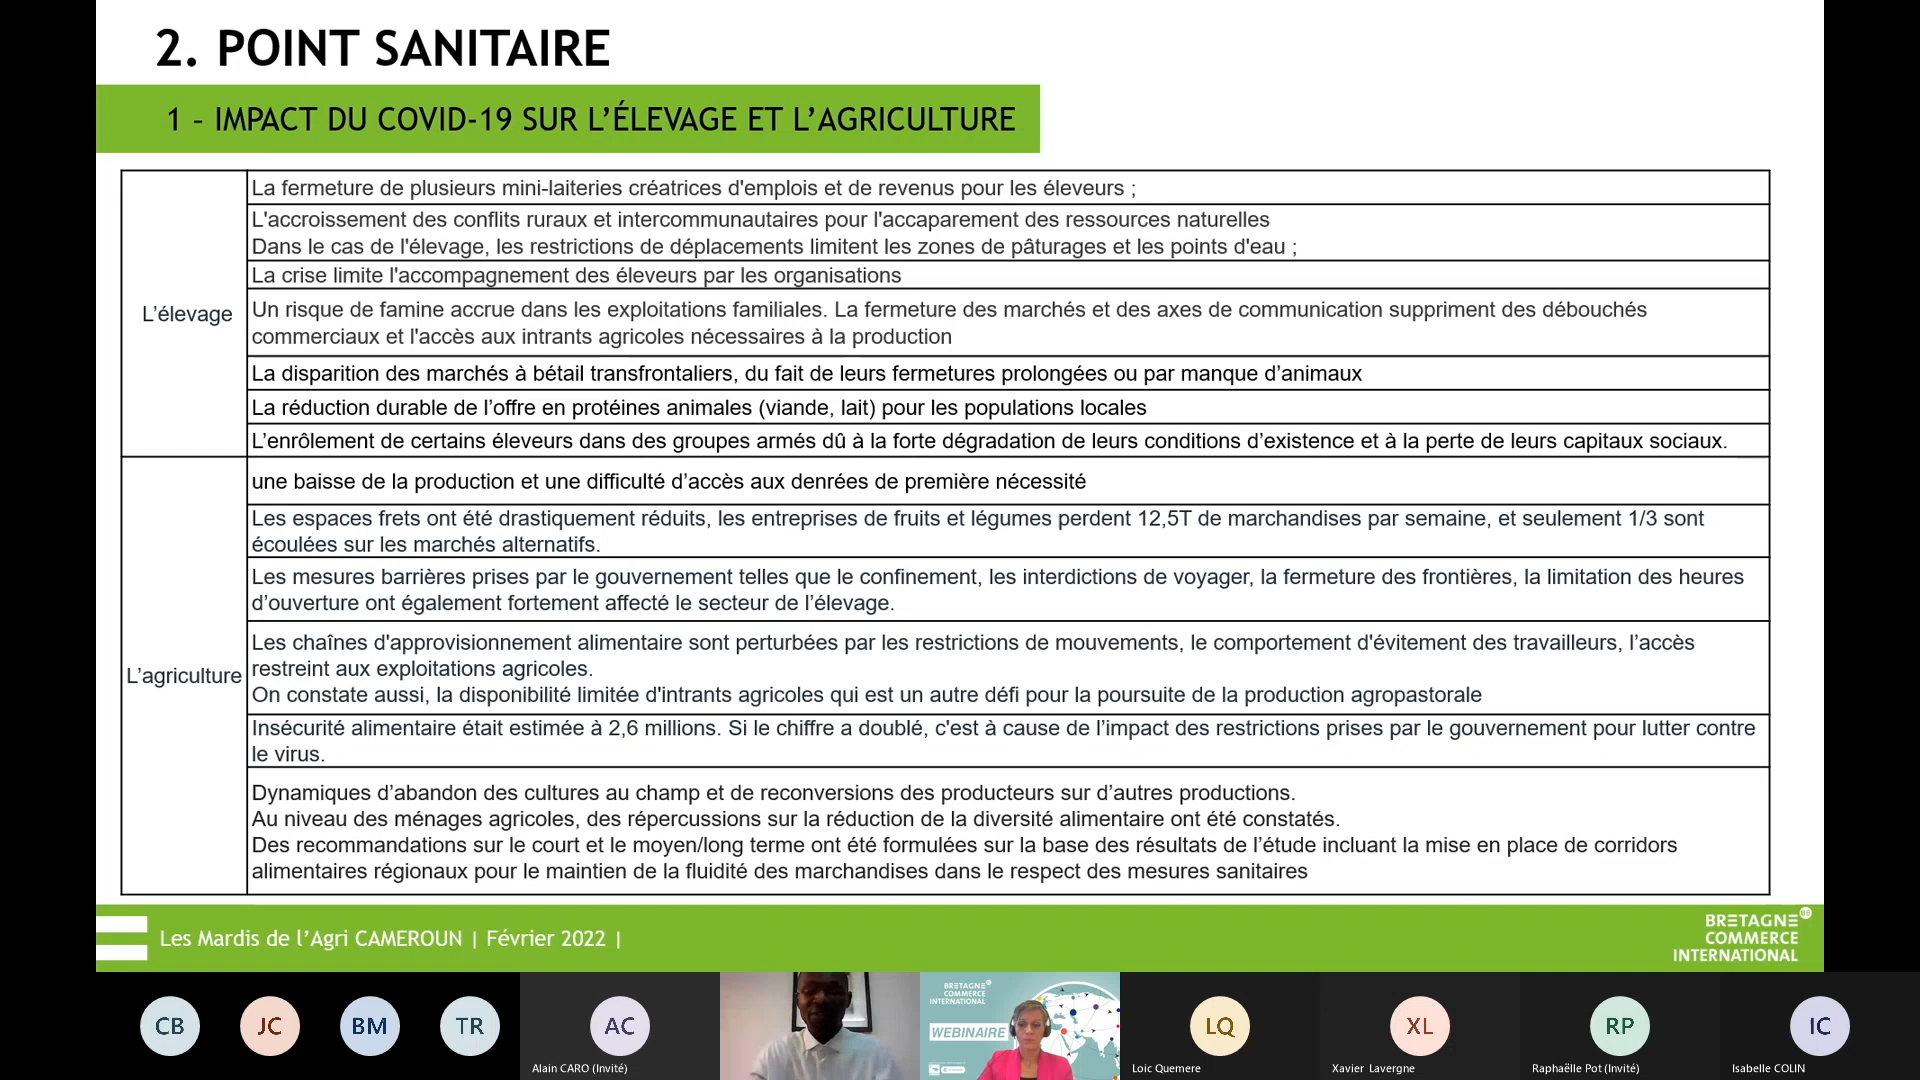 2. POINT SANITAIRE
1 – IMPACT DU COVID-19 SUR L’ÉLEVAGE ET L’AGRICULTURE
L’élevage
La fermeture de plusieurs mini-laiteries créatrices d'emplois et de revenus pour les éleveurs ;
L'accroissement des conflits ruraux et intercommunautaires pour l'accaparement des ressources naturelles
Dans le cas de l'élevage, les restrictions de déplacements limitent les zones de pâturages et les points d'eau ;
La crise limite l'accompagnement des éleveurs par les organisations
Un risque de famine accrue dans les exploitations familiales. La fermeture des marchés et des axes de communication suppriment des débouchés
commerciaux et l'accès aux intrants agricoles nécessaires à la production
La disparition des marchés à bétail transfrontaliers, du fait de leurs fermetures prolongées ou par manque d’animaux
La réduction durable de l’offre en protéines animales (viande, lait) pour les populations locales
L’enrôlement de certains éleveurs dans des groupes armés dû à la forte dégradation de leurs conditions d’existence et à la perte de leurs capitaux sociaux.
L’agriculture
une baisse de la production et une difficulté d’accès aux denrées de première nécessité
Les espaces frets ont été drastiquement réduits, les entreprises de fruits et légumes perdent 12,5T de marchandises par semaine, et seulement 1/3 sont
écoulées sur les marchés alternatifs.
Les mesures barrières prises par le gouvernement telles que le confinement, les interdictions de voyager, la fermeture des frontières, la limitation des heures
d’ouverture ont également fortement affecté le secteur de l’élevage.
Les chaînes d'approvisionnement alimentaire sont perturbées par les restrictions de mouvements, le comportement d'évitement des travailleurs, l’accès
restreint aux exploitations agricoles.
On constate aussi, la disponibilité limitée d'intrants agricoles qui est un autre défi pour la poursuite de la production agropastorale
Insécurité alimentaire était estimée à 2,6 millions. Si le chiffre a doublé, c'est à cause de l’impact des restrictions prises par le gouvernement pour lutter contre
le virus.
Dynamiques d’abandon des cultures au champ et de reconversions des producteurs sur d’autres productions.
Au niveau des ménages agricoles, des répercussions sur la réduction de la diversité alimentaire ont été constatés.
Des recommandations sur le court et le moyen/long terme ont été formulées sur la base des résultats de l’étude incluant la mise en place de corridors
alimentaires régionaux pour le maintien de la fluidité des marchandises dans le respect des mesures sanitaires
Les Mardis de l’Agri CAMEROUN | Février 2022 |
BRETAGNE
COMMERCE
INTERNATIONAL
CB
JC
BM
TR
AC
Alain CARO (Invité)
BRETAGNE
COMMERCE
INTERNATIONAL
WEBINAIRE
LQ
Loic Quemere
XL
Xavier Lavergne
RP
Raphaëlle Pot (Invité)
IC
Isabelle COLIN